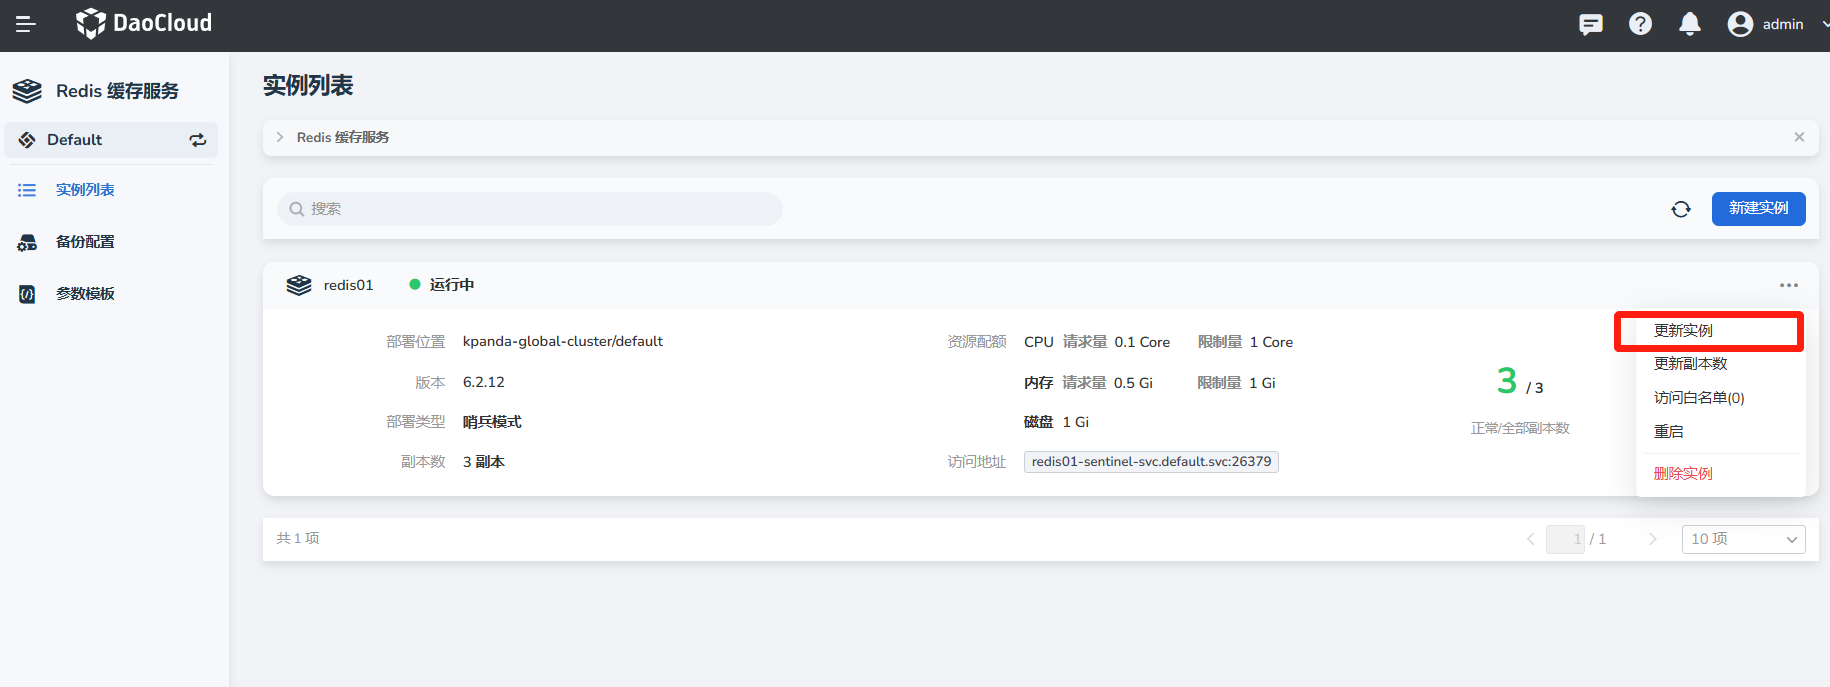 DaoCloud
admin
Redis 缓存服务
Default
实例列表
备份配置
参数模板
实例列表
Redis 缓存服务
搜索
新建实例
redis01
运行中
部署位置 kpanda-global-cluster/default
版本 6.2.12
部署类型 哨兵模式
副本数 3 副本
资源配额 CPU 请求量 0.1 Core 限制量 1 Core
内存 请求量 0.5 Gi 限制量 1 Gi
磁盘 1 Gi
访问地址 redis01-sentinel-svc.default.svc:26379
3 / 3
正常/全部副本数
更新实例
更新副本数
访问白名单(0)
重启
删除实例
共 1 项
1 / 1
10 项